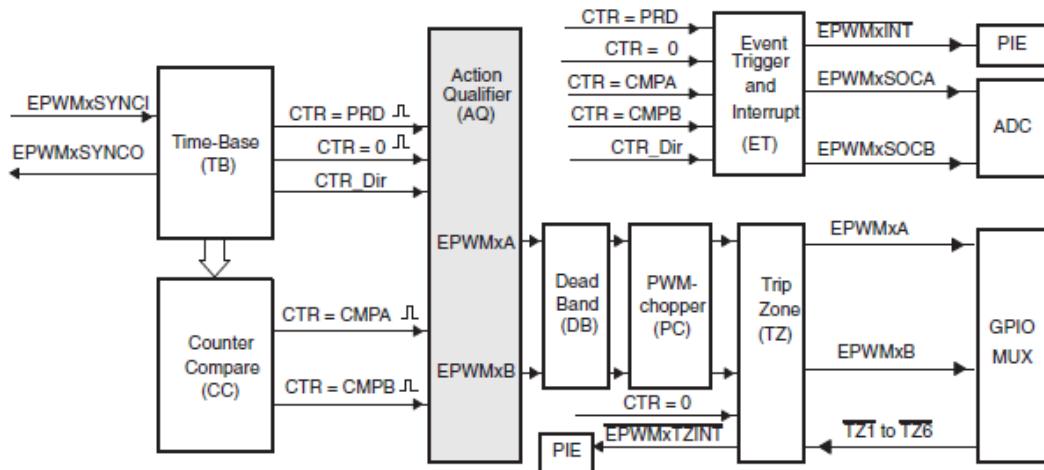 EPWMxSYNCI
EPWMxSYNCO
Time-Base
(TB)
CTR = PRD
CTR = 0
CTR_Dir
Counter
Compare
(CC)
CTR = CMPA
CTR = CMPB
Action
Qualifier
(AQ)
EPWMxA
EPWMxB
CTR = PRD
CTR = 0
CTR = CMPA
CTR = CMPB
CTR_Dir
Event
Trigger
and
Interrupt
(ET)
EPWMxINT
EPWMxSOCA
EPWMxSOCB
PIE
ADC
Dead
Band
(DB)
PWM-
chopper
(PC)
Trip
Zone
(TZ)
CTR = 0
EPWMxTZINT
PIE
EPWMxA
EPWMxB
TZ1 to TZ6
GPIO
MUX